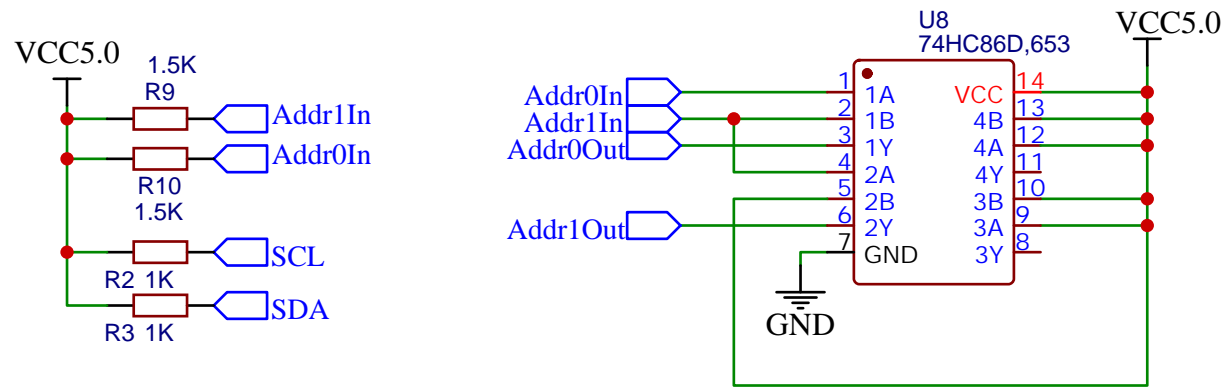 VCC5.0
1.5K
R9
Addr1In
Addr0In
R10
1.5K
SCL
R2 1K
SDA
R3 1K
U8
74HC86D,653
VCC5.0
Addr0In
Addr1In
Addr0Out
Addr1Out
1 1A
2 1B
3 1Y
4 2A
5 2B
6 2Y
7 GND
VCC 14
4B 13
4A 12
4Y 11
3B 10
3A 9
3Y 8
GND